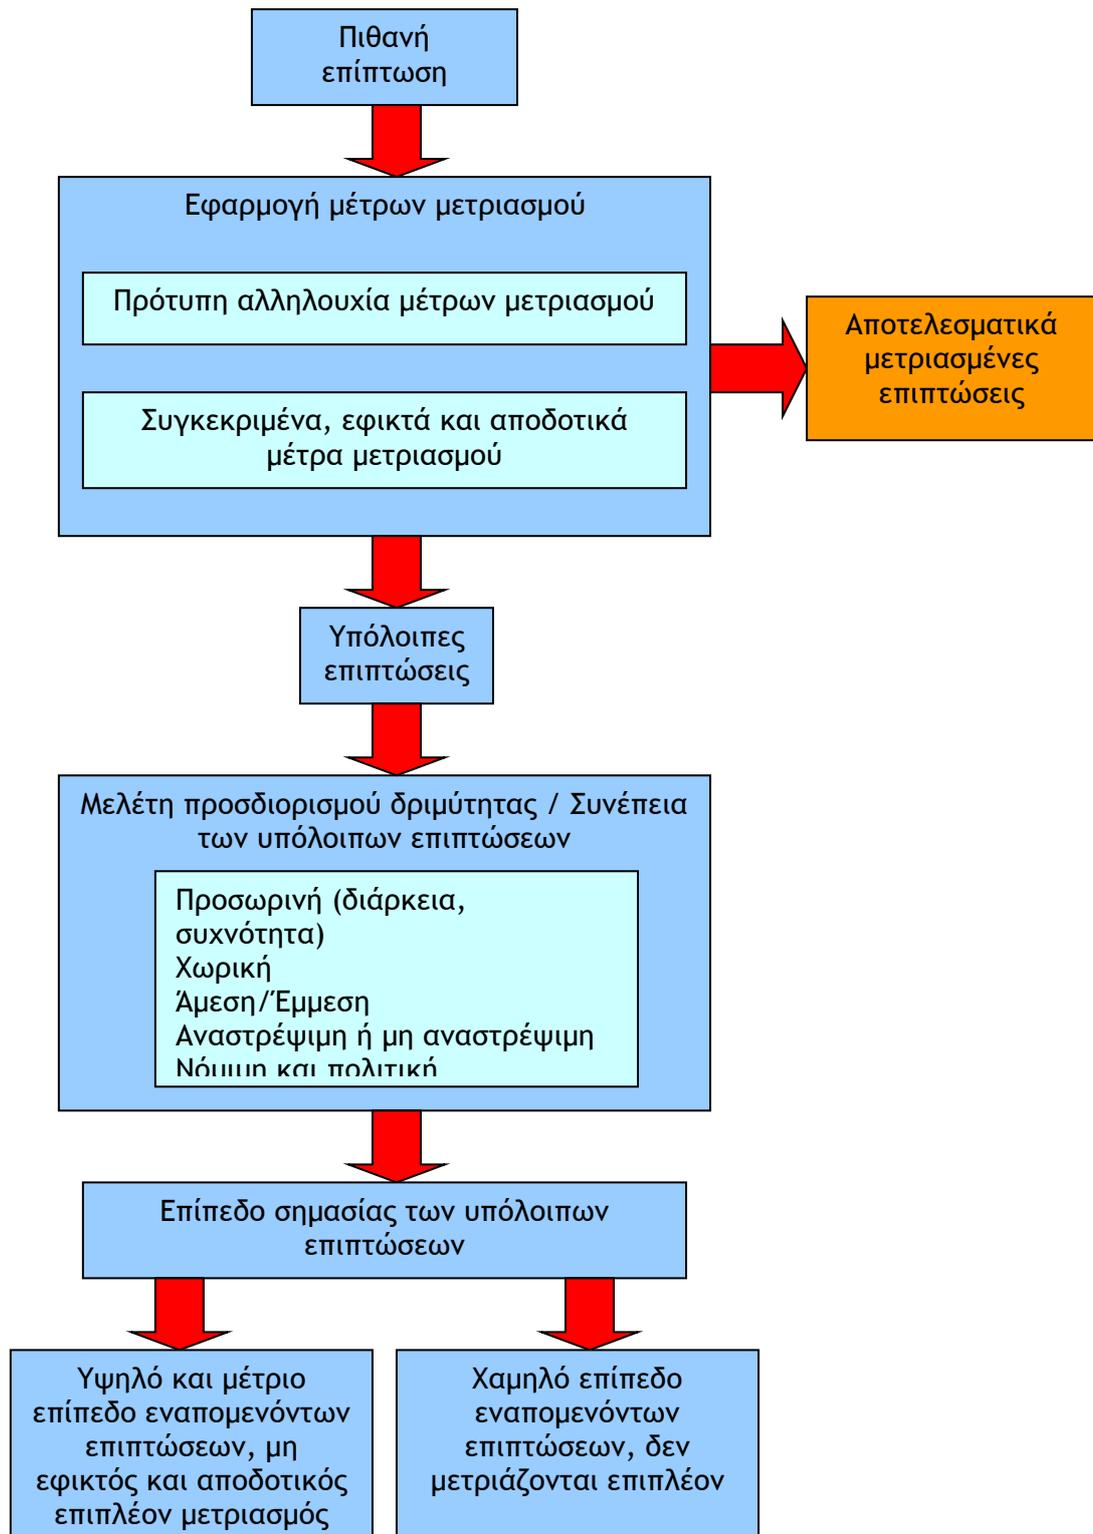 Πιθανή
επίπτωση
Εφαρμογή μέτρων μετριασμού
Πρότυπη αλληλουχία μέτρων μετριασμού
Συγκεκριμένα, εφικτά και αποδοτικά
μέτρα μετριασμού
Αποτελεσματικά
μετριασμένες
επιπτώσεις
Υπόλοιπες
επιπτώσεις
Μελέτη προσδιορισμού δριμύτητας / Συνέπεια
των υπόλοιπων επιπτώσεων
Προσωρινή (διάρκεια,
συχνότητα)
Χωρική
Άμεση/Έμμεση
Αναστρέψιμη ή μη αναστρέψιμη
Νόμιμη και πολιτική
Επίπεδο σημασίας των υπόλοιπων
επιπτώσεων
Υψηλό και μέτριο
επίπεδο εναπομενόντων
επιπτώσεων, μη
εφικτός και αποδοτικός
επιπλέον μετριασμός
Χαμηλό επίπεδο
εναπομενόντων
επιπτώσεων, δεν
μετριάζονται επιπλέον